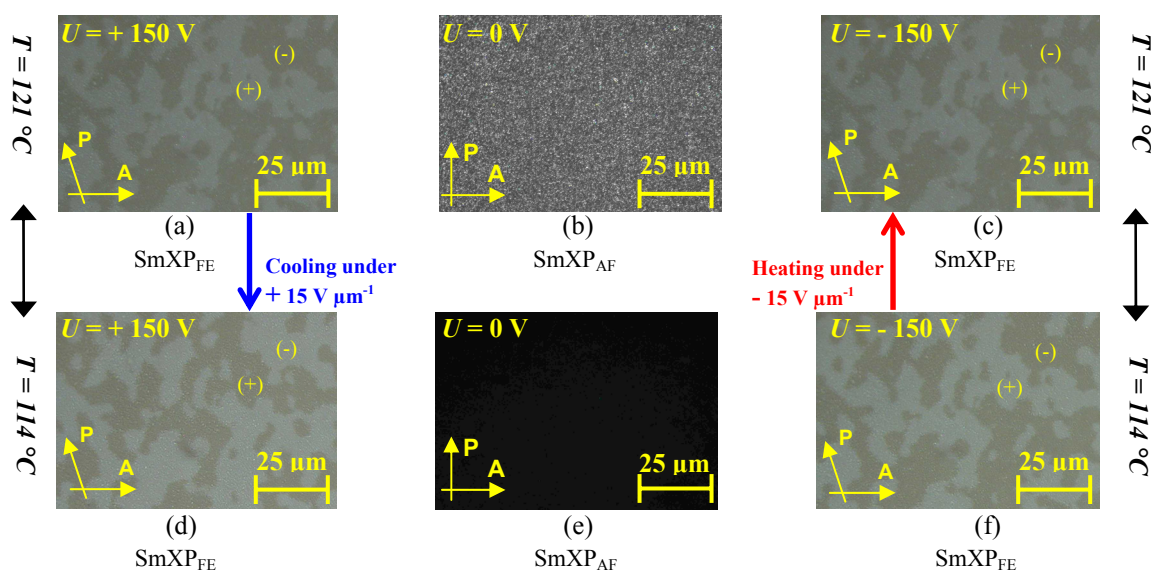 T = 121 °C
U = + 150 V
(-)
(+)
P
A
25 µm
(a)
SmXP_FE
U = 0 V
P
A
25 µm
(b)
SmXP_AF
U = - 150 V
(-)
(+)
P
A
25 µm
(c)
SmXP_FE
T = 121 °C
Cooling under
+ 15 V µm⁻¹
Heating under
- 15 V µm⁻¹
T = 114 °C
U = + 150 V
(-)
(+)
P
A
25 µm
(d)
SmXP_FE
U = 0 V
P
A
25 µm
(e)
SmXP_AF
U = - 150 V
(-)
(+)
P
A
25 µm
(f)
SmXP_FE
T = 114 °C